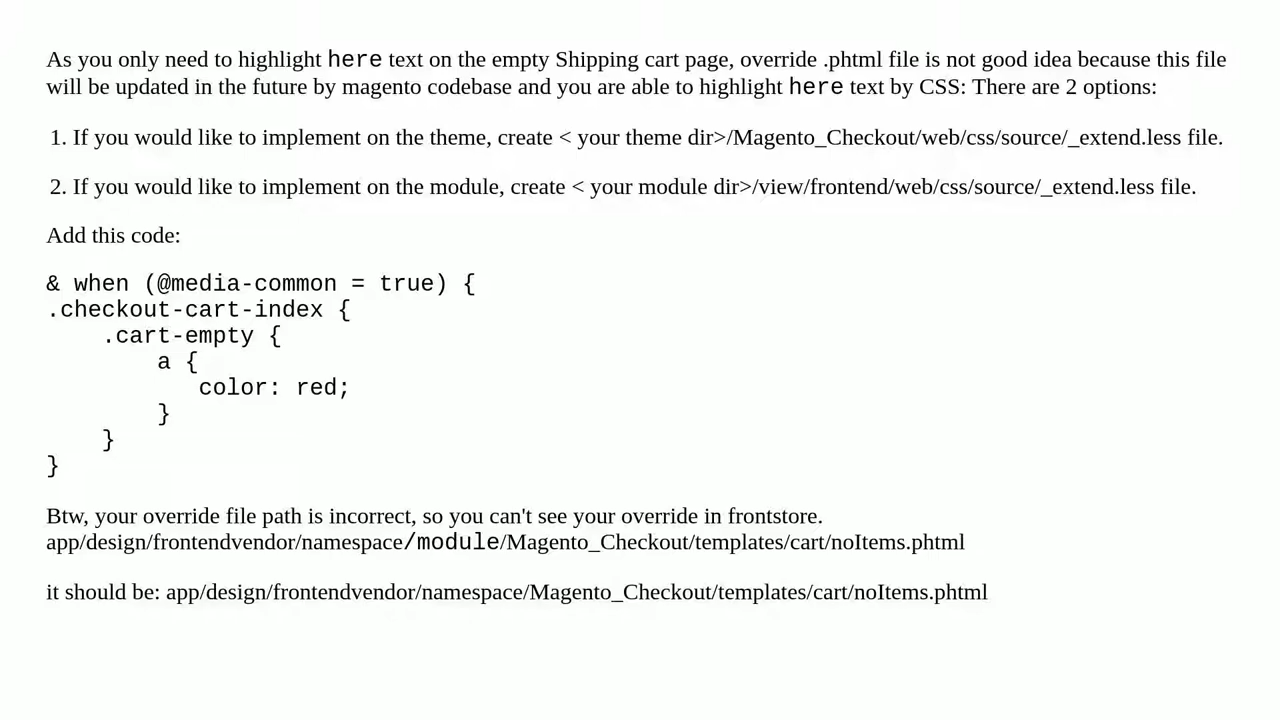 As you only need to highlight here text on the empty Shipping cart page, override .phtml file is not good idea because this file
will be updated in the future by magento codebase and you are able to highlight here text by CSS: There are 2 options:
1. If you would like to implement on the theme, create < your theme dir>/Magento_Checkout/web/css/source/_extend.less file.
2. If you would like to implement on the module, create < your module dir>/view/frontend/web/css/source/_extend.less file.
Add this code:
& when (@media-common = true) {
.checkout-cart-index {
    .cart-empty {
        a {
           color: red;
        }
    }
}
Btw, your override file path is incorrect, so you can't see your override in frontstore.
app/design/frontendvendor/namespace/module/Magento_Checkout/templates/cart/noItems.phtml
it should be: app/design/frontendvendor/namespace/Magento_Checkout/templates/cart/noItems.phtml